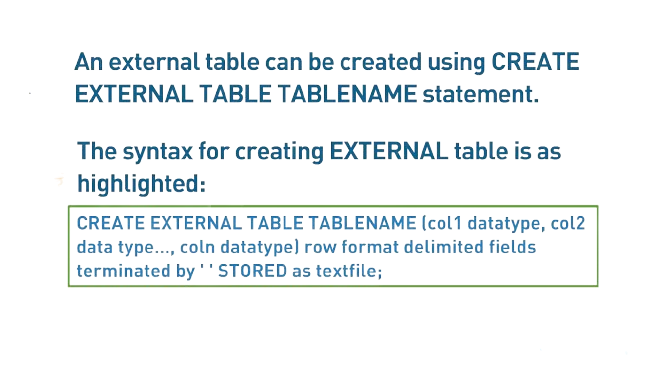 An external table can be created using CREATE
EXTERNAL TABLE TABLENAME statement.
The syntax for creating EXTERNAL table is as
highlighted:
CREATE EXTERNAL TABLE TABLENAME (col1 datatype, col2
data type..., coln datatype) row format delimited fields
terminated by ' ' STORED as textfile;